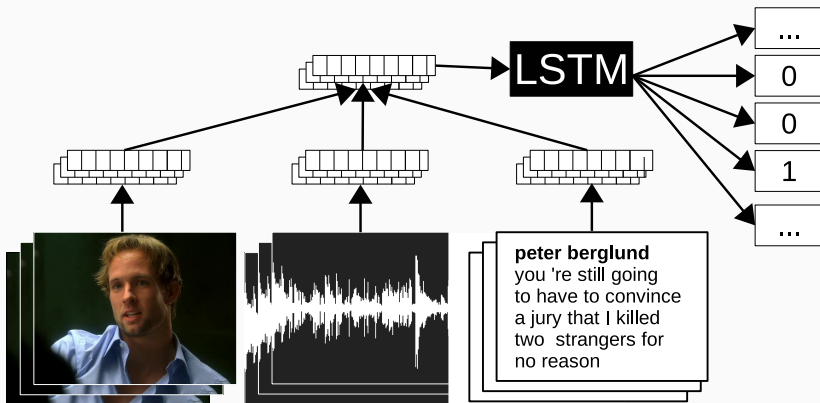 LSTM
...
0
0
1
...
peter berglund
you 're still going
to have to convince
a jury that I killed
two strangers for
no reason